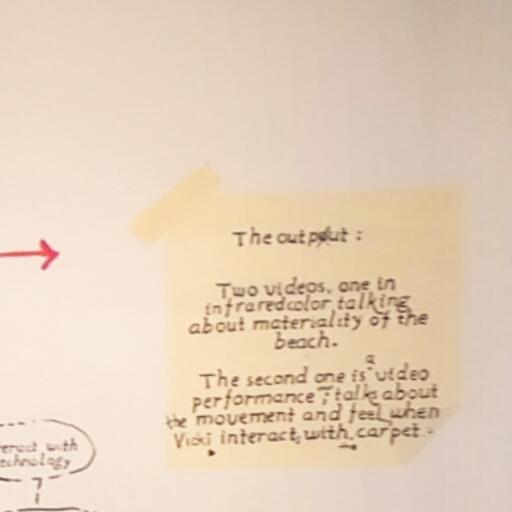 The output :
Two videos, one in
infraredcolor talking
about materiality of the
beach.
The second one is a video
performance, talks about
the movement and feel when
Vicki interact with carpet.
eract with
echnology